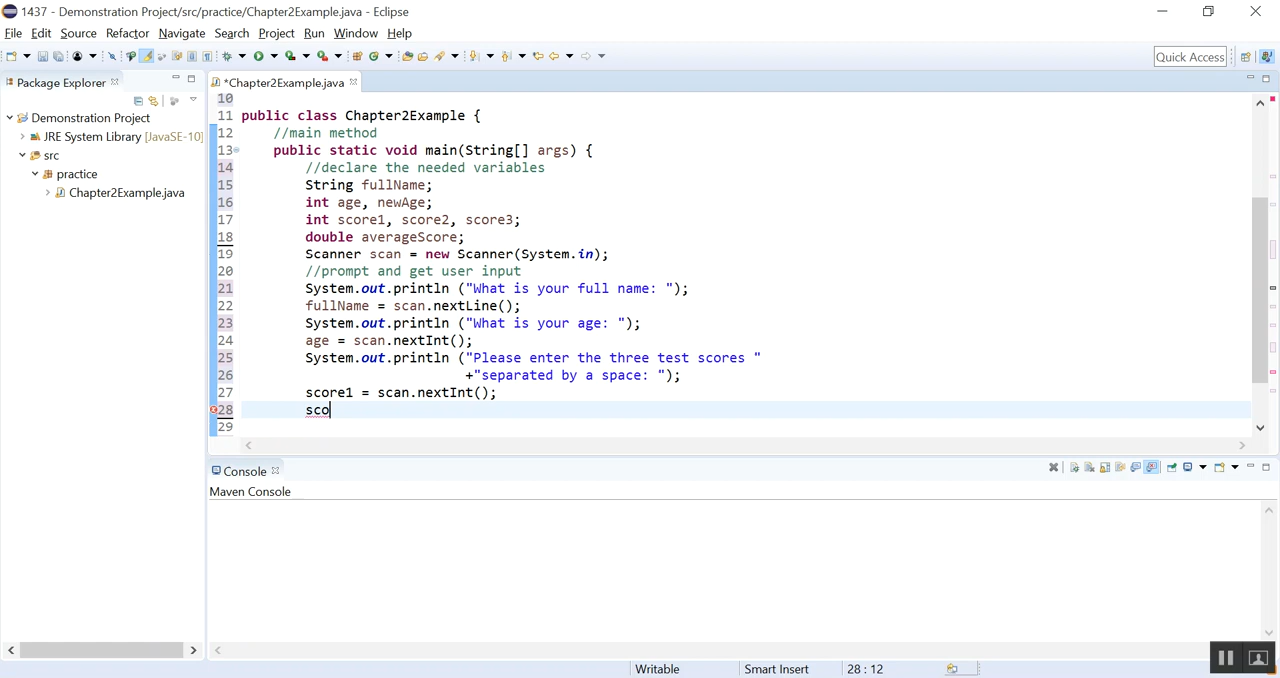 1437 - Demonstration Project/src/practice/Chapter2Example.java - Eclipse
File Edit Source Refactor Navigate Search Project Run Window Help
Quick Access
Package Explorer
*Chapter2Example.java
Demonstration Project
JRE System Library [JavaSE-10]
src
practice
Chapter2Example.java
10
11 public class Chapter2Example {
12 //main method
13 public static void main(String[] args) {
14 //declare the needed variables
15 String fullName;
16 int age, newAge;
17 int score1, score2, score3;
18 double averageScore;
19 Scanner scan = new Scanner(System.in);
20 //prompt and get user input
21 System.out.println ("What is your full name: ");
22 fullName = scan.nextLine();
23 System.out.println ("What is your age: ");
24 age = scan.nextInt();
25 System.out.println ("Please enter the three test scores "
26 +"separated by a space: ");
27 score1 = scan.nextInt();
28 sco
29
Console
Maven Console
Writable Smart Insert 28 : 12